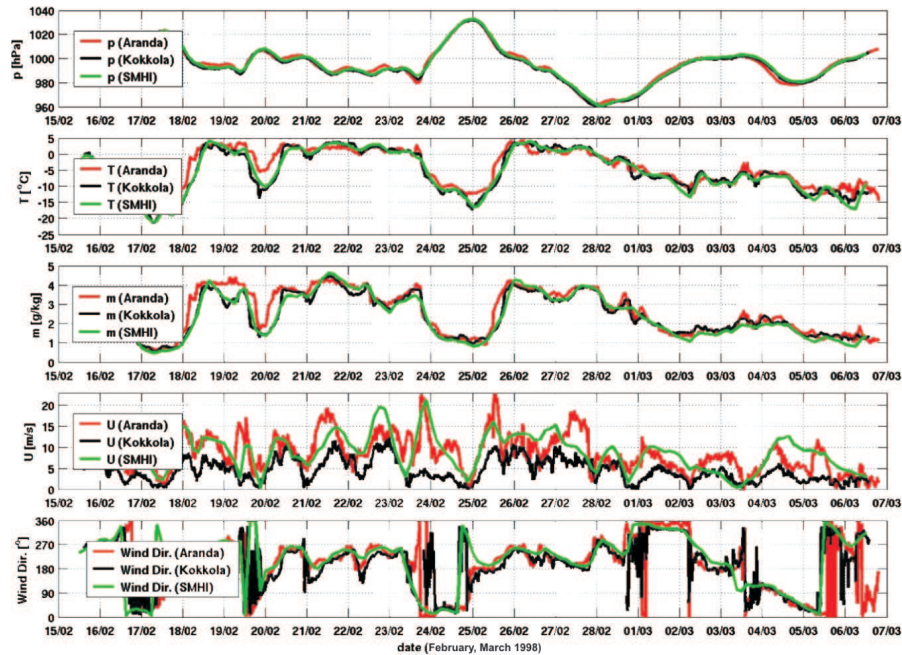 1040
1020
1000
980
960
p [hPa]
p (Aranda)
p (Kokkola)
p (SMHI)
15/02 16/02 17/02 18/02 19/02 20/02 21/02 22/02 23/02 24/02 25/02 26/02 27/02 28/02 01/03 02/03 03/03 04/03 05/03 06/03 07/03
5
0
-5
-10
-15
-20
-25
T [°C]
T (Aranda)
T (Kokkola)
T (SMHI)
15/02 16/02 17/02 18/02 19/02 20/02 21/02 22/02 23/02 24/02 25/02 26/02 27/02 28/02 01/03 02/03 03/03 04/03 05/03 06/03 07/03
5
4
3
2
1
0
m [g/kg]
m (Aranda)
m (Kokkola)
m (SMHI)
15/02 16/02 17/02 18/02 19/02 20/02 21/02 22/02 23/02 24/02 25/02 26/02 27/02 28/02 01/03 02/03 03/03 04/03 05/03 06/03 07/03
20
15
10
5
0
U [m/s]
U (Aranda)
U (Kokkola)
U (SMHI)
15/02 16/02 17/02 18/02 19/02 20/02 21/02 22/02 23/02 24/02 25/02 26/02 27/02 28/02 01/03 02/03 03/03 04/03 05/03 06/03 07/03
360
270
180
90
0
Wind Dir. [°]
Wind Dir. (Aranda)
Wind Dir. (Kokkola)
Wind Dir. (SMHI)
15/02 16/02 17/02 18/02 19/02 20/02 21/02 22/02 23/02 24/02 25/02 26/02 27/02 28/02 01/03 02/03 03/03 04/03 05/03 06/03 07/03
date (February, March 1998)